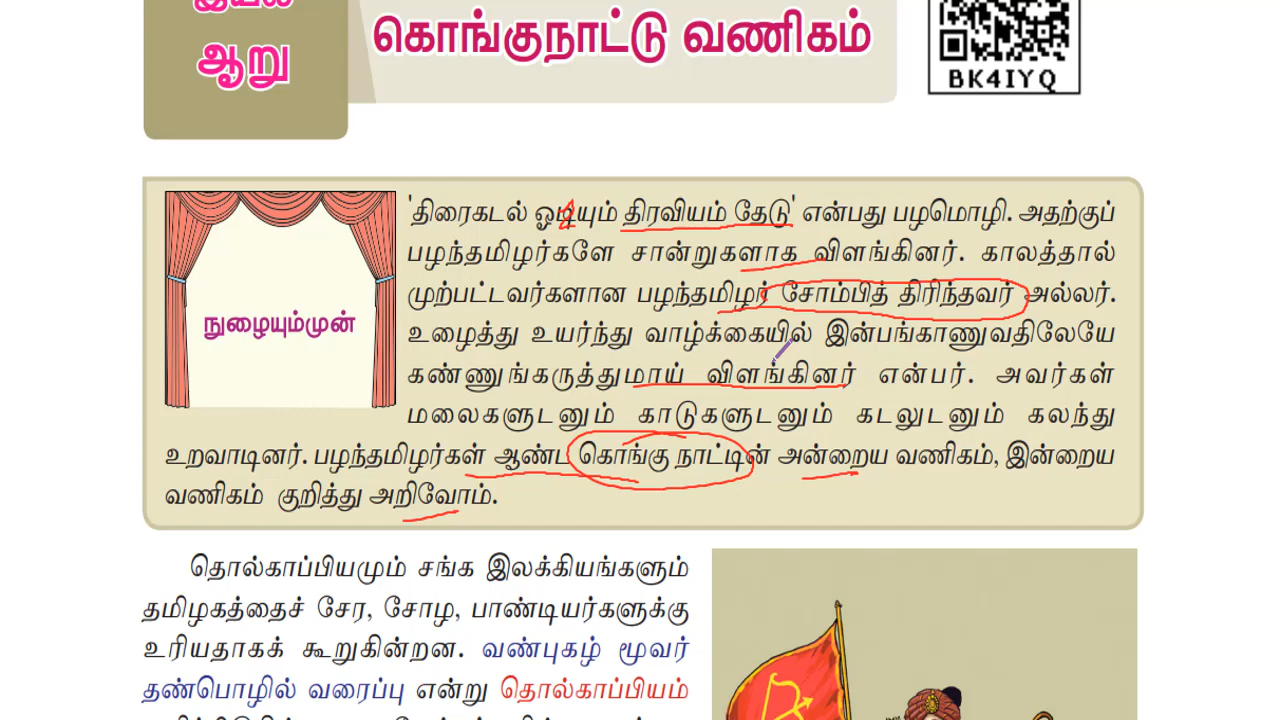 இயல்
ஆறு
கொங்குநாட்டு வணிகம்
BK4IYQ
நுழையும்முன்
'திரைகடல் ஓடியும் திரவியம் தேடு' என்பது பழமொழி. அதற்குப்
பழந்தமிழர்களே சான்றுகளாக விளங்கினர். காலத்தால்
முற்பட்டவர்களான பழந்தமிழர் சோம்பித் திரிந்தவர் அல்லர்.
உழைத்து உயர்ந்து வாழ்க்கையில் இன்பங்காணுவதிலேயே
கண்ணுங்கருத்துமாய் விளங்கினர் என்பர். அவர்கள்
மலைகளுடனும் காடுகளுடனும் கடலுடனும் கலந்து
உறவாடினர். பழந்தமிழர்கள் ஆண்ட கொங்கு நாட்டின் அன்றைய வணிகம், இன்றைய
வணிகம் குறித்து அறிவோம்.
தொல்காப்பியமும் சங்க இலக்கியங்களும்
தமிழகத்தைச் சேர, சோழ, பாண்டியர்களுக்கு
உரியதாகக் கூறுகின்றன. வண்புகழ் மூவர்
தண்பொழில் வரைப்பு என்று தொல்காப்பியம்